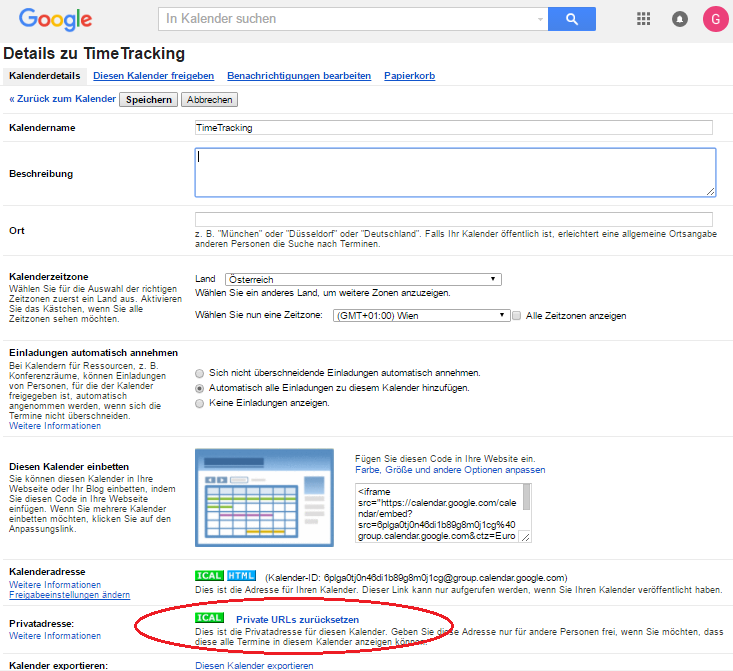 Google
In Kalender suchen
G
Details zu TimeTracking
Kalenderdetails Diesen Kalender freigeben Benachrichtigungen bearbeiten Papierkorb
« Zurück zum Kalender Speichern Abbrechen
Kalendername
TimeTracking
Beschreibung
Ort
z. B. "München" oder "Düsseldorf" oder "Deutschland". Falls Ihr Kalender öffentlich ist, erleichtert eine allgemeine Ortsangabe
anderen Personen die Suche nach Terminen.
Kalenderzeitzone
Wählen Sie für die Auswahl der richtigen
Zeitzonen zuerst ein Land aus. Aktivieren
Sie das Kästchen, wenn Sie alle
Zeitzonen sehen möchten.
Land Österreich
Wählen Sie ein anderes Land, um weitere Zonen anzuzeigen.
Wählen Sie nun eine Zeitzone: (GMT+01:00) Wien Alle Zeitzonen anzeigen
Einladungen automatisch annehmen
Bei Kalendern für Ressourcen, z. B.
Konferenzräume, können Einladungen
von Personen, für die der Kalender
freigegeben ist, automatisch
angenommen werden, wenn sich die
Termine nicht überschneiden.
Weitere Informationen
Sich nicht überschneidende Einladungen automatisch annehmen.
Automatisch alle Einladungen zu diesem Kalender hinzufügen.
Keine Einladungen anzeigen.
Diesen Kalender einbetten
Sie können diesen Kalender in Ihre
Webseite oder Ihr Blog einbetten, indem
Sie diesen Code in Ihre Webseite
einfügen. Wenn Sie mehrere Kalender
einbetten möchten, klicken Sie auf den
Anpassungslink.
Fügen Sie diesen Code in Ihre Website ein.
Farbe, Größe und andere Optionen anpassen
<iframe
src="https://calendar.google.com/cale
ndar/embed?
src=6plga0tj0n46di1b89g8m0j1cg%40
group.calendar.google.com&ctz=Euro
Kalenderadresse
Weitere Informationen
Freigabeeinstellungen ändern
ICAL HTML (Kalender-ID: 6plga0tj0n46di1b89g8m0j1cg@group.calendar.google.com)
Dies ist die Adresse für Ihren Kalender. Dieser Link kann nur aufgerufen werden, wenn Sie Ihren Kalender veröffentlicht haben.
Privatadresse:
Weitere Informationen
ICAL Private URLs zurücksetzen
Dies ist die Privatadresse für diesen Kalender. Geben Sie diese Adresse nur für andere Personen frei, wenn Sie möchten, dass
diese alle Termine in diesem Kalender anzeigen können.
Kalender exportieren:
Diesen Kalender exportieren